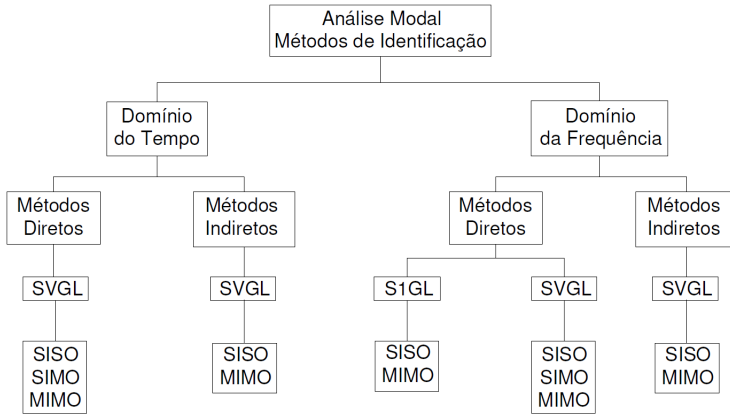 Análise Modal
Métodos de Identificação
Domínio
do Tempo
Domínio
da Frequência
Métodos
Diretos
Métodos
Indiretos
Métodos
Diretos
Métodos
Indiretos
SVGL
SVGL
S1GL
SVGL
SVGL
SISO
SIMO
MIMO
SISO
MIMO
SISO
MIMO
SISO
SIMO
MIMO
SISO
MIMO